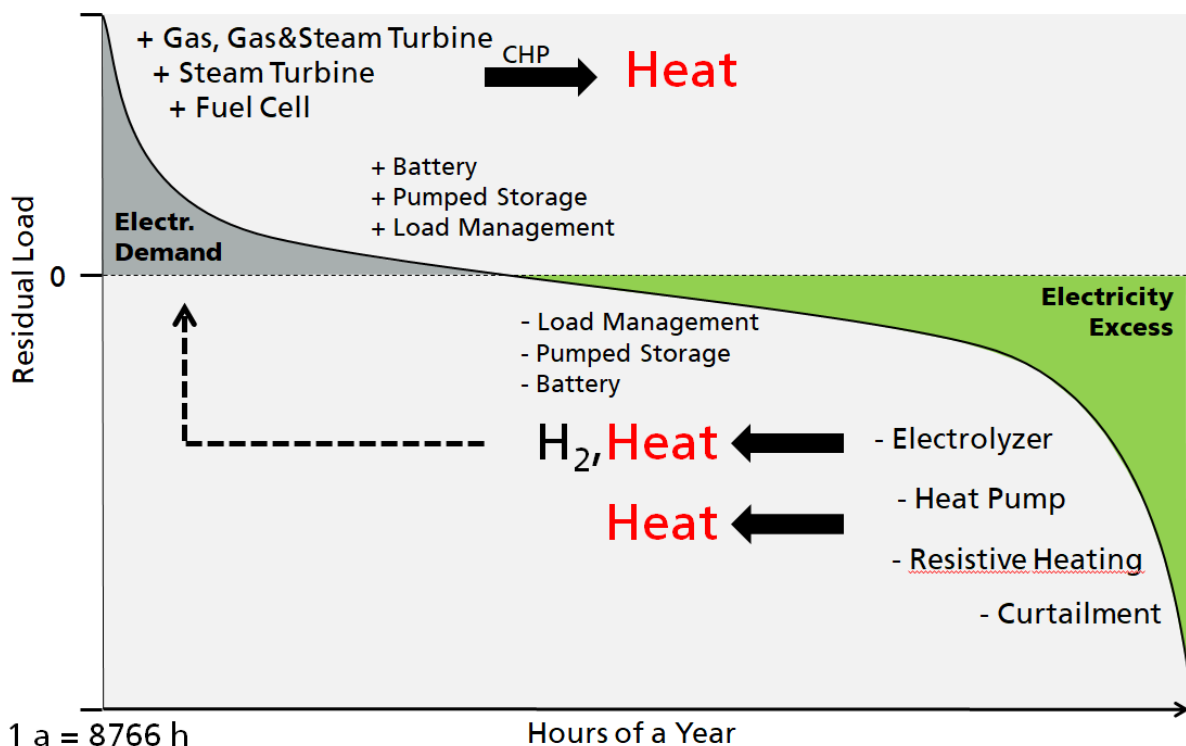 + Gas, Gas&Steam Turbine
+ Steam Turbine
+ Fuel Cell
CHP
Heat
+ Battery
+ Pumped Storage
+ Load Management
Electr.
Demand
Residual Load
0
Electricity
Excess
- Load Management
- Pumped Storage
- Battery
H₂,Heat
- Electrolyzer
- Heat Pump
Heat
- Resistive Heating
- Curtailment
1 a = 8766 h
Hours of a Year